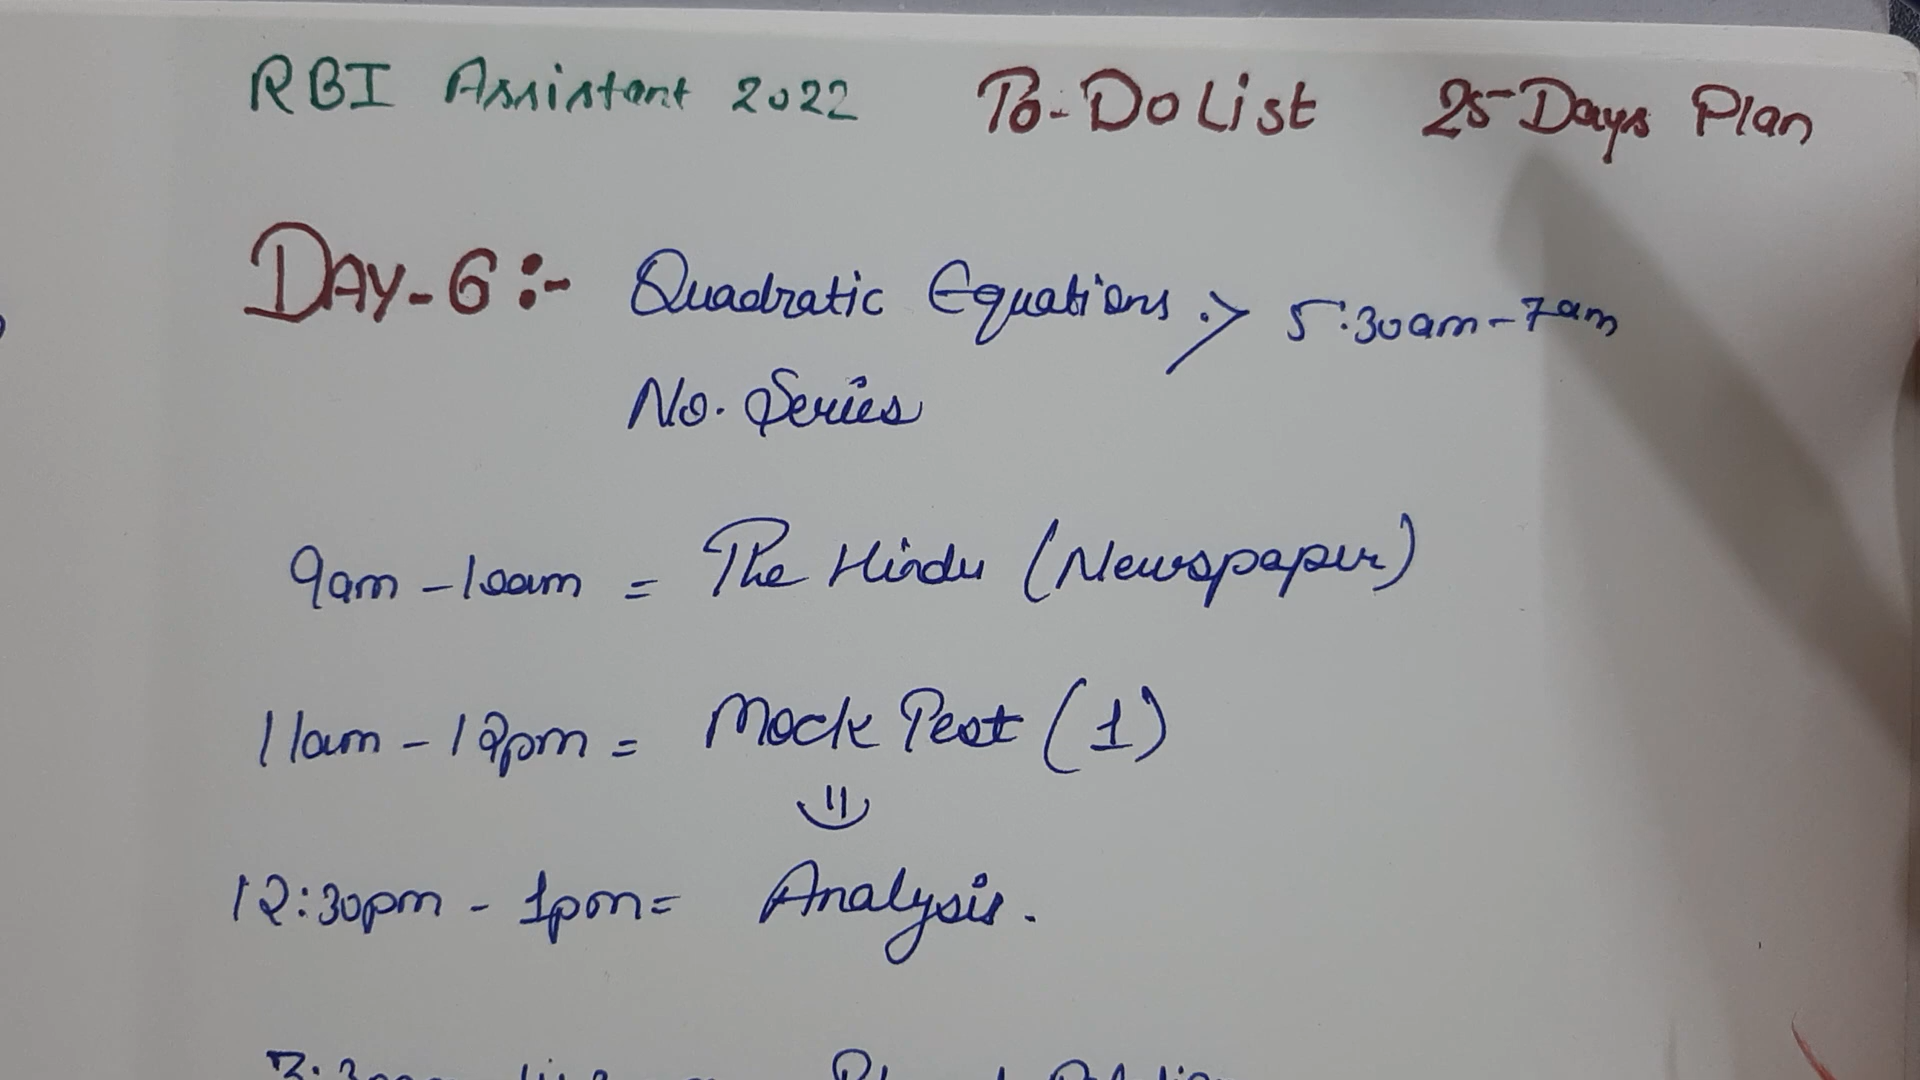 RBI Assistant 2022 To-Do List 25-Days Plan
DAY-6:- Quadratic Equations 5:30am-7am
No. Series
9am-10am = The Hindu (Newspaper)
11am-12pm = Mock Test (1)
12:30pm - 1pm = Analysis.